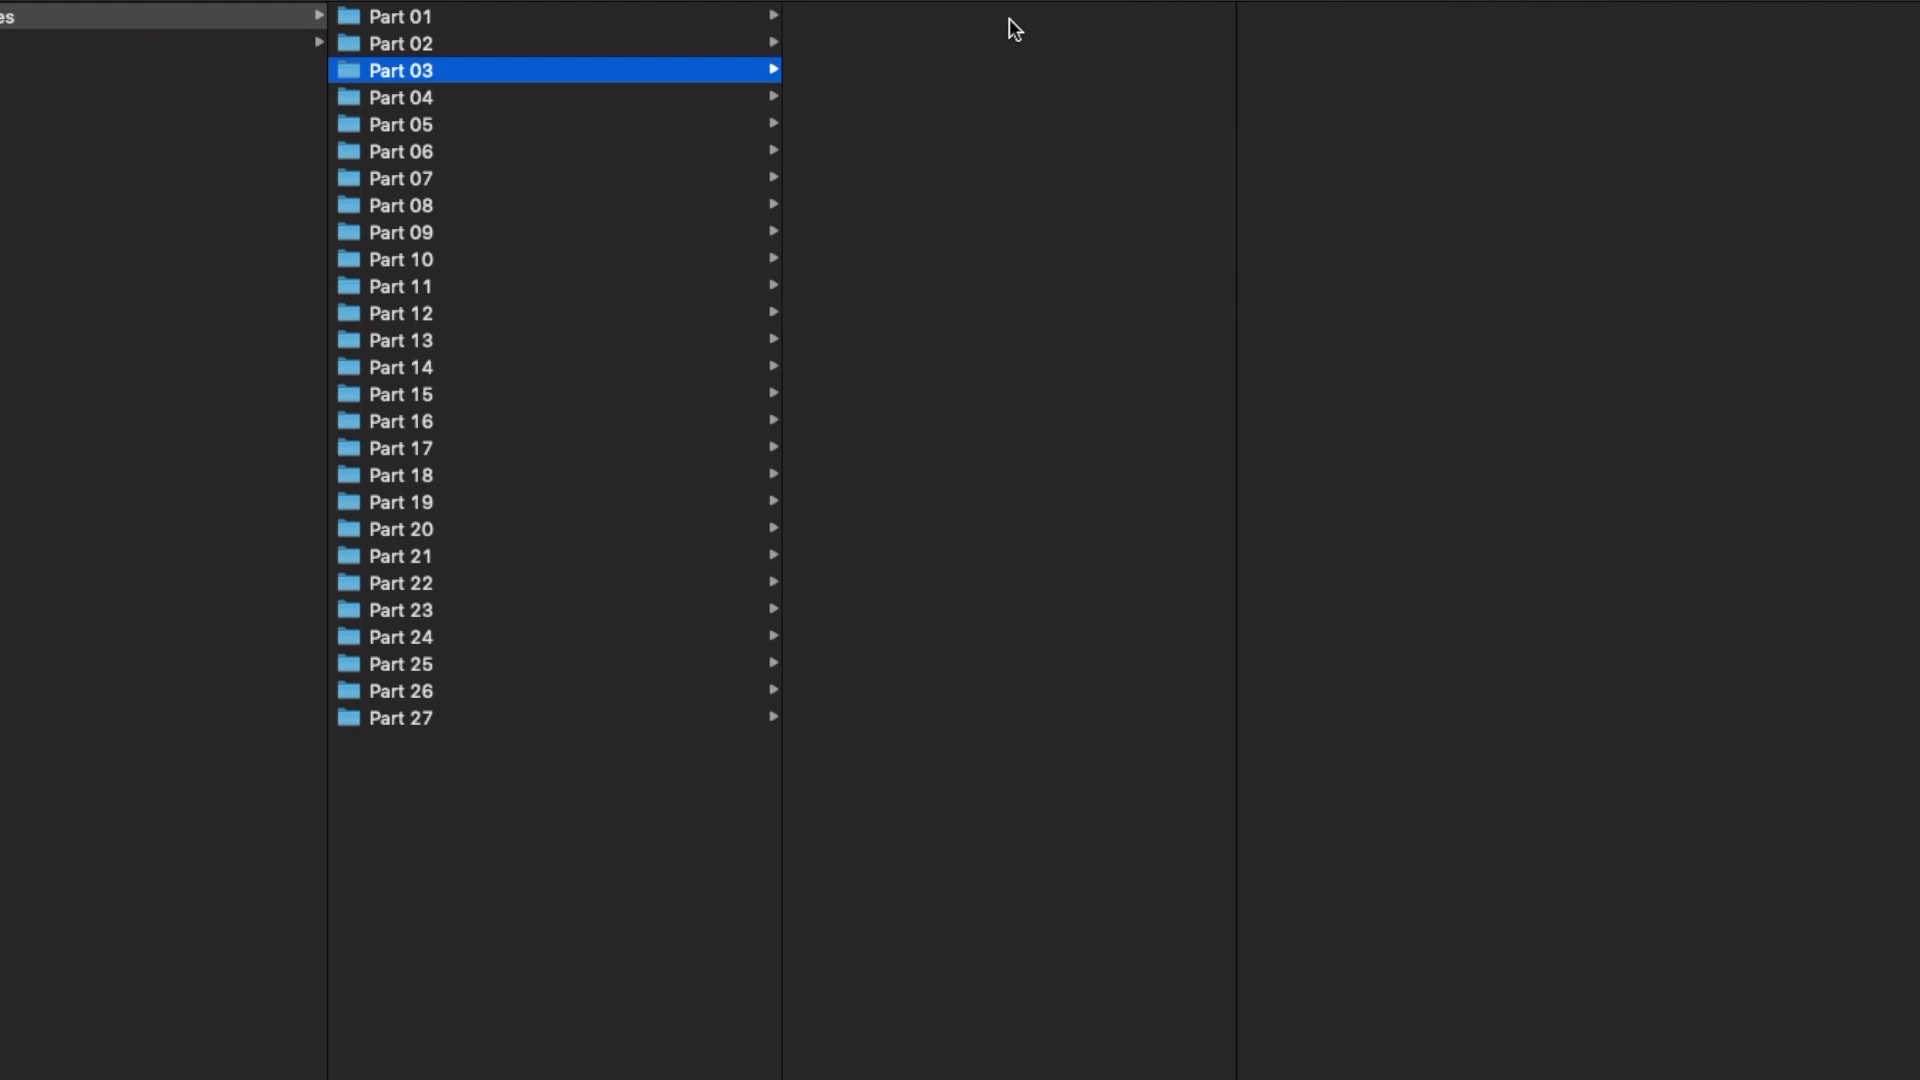 es
Part 01
Part 02
Part 03
Part 04
Part 05
Part 06
Part 07
Part 08
Part 09
Part 10
Part 11
Part 12
Part 13
Part 14
Part 15
Part 16
Part 17
Part 18
Part 19
Part 20
Part 21
Part 22
Part 23
Part 24
Part 25
Part 26
Part 27